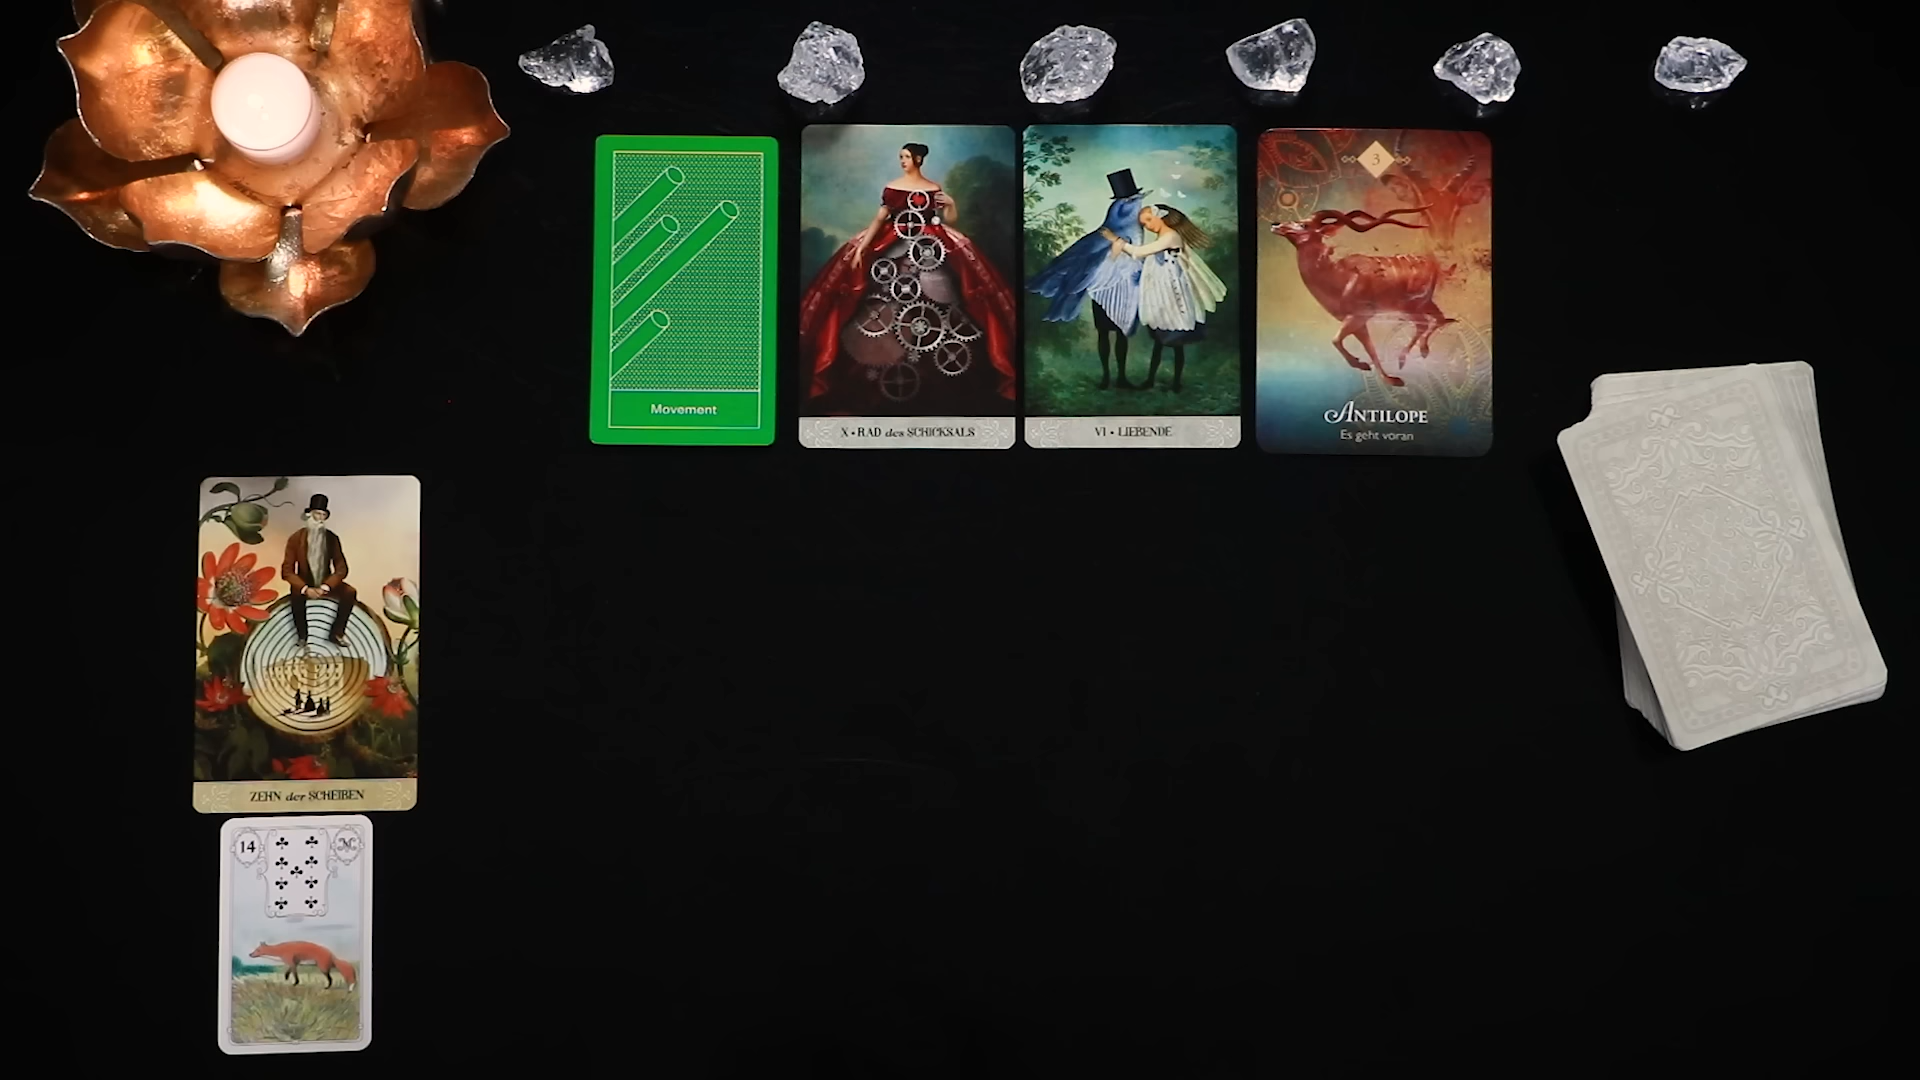 3
Movement
X • RAD des SCHICKSALS
VI • LIEBENDE
ANTILOPE
Es geht voran
ZEHN der SCHEIBEN
14